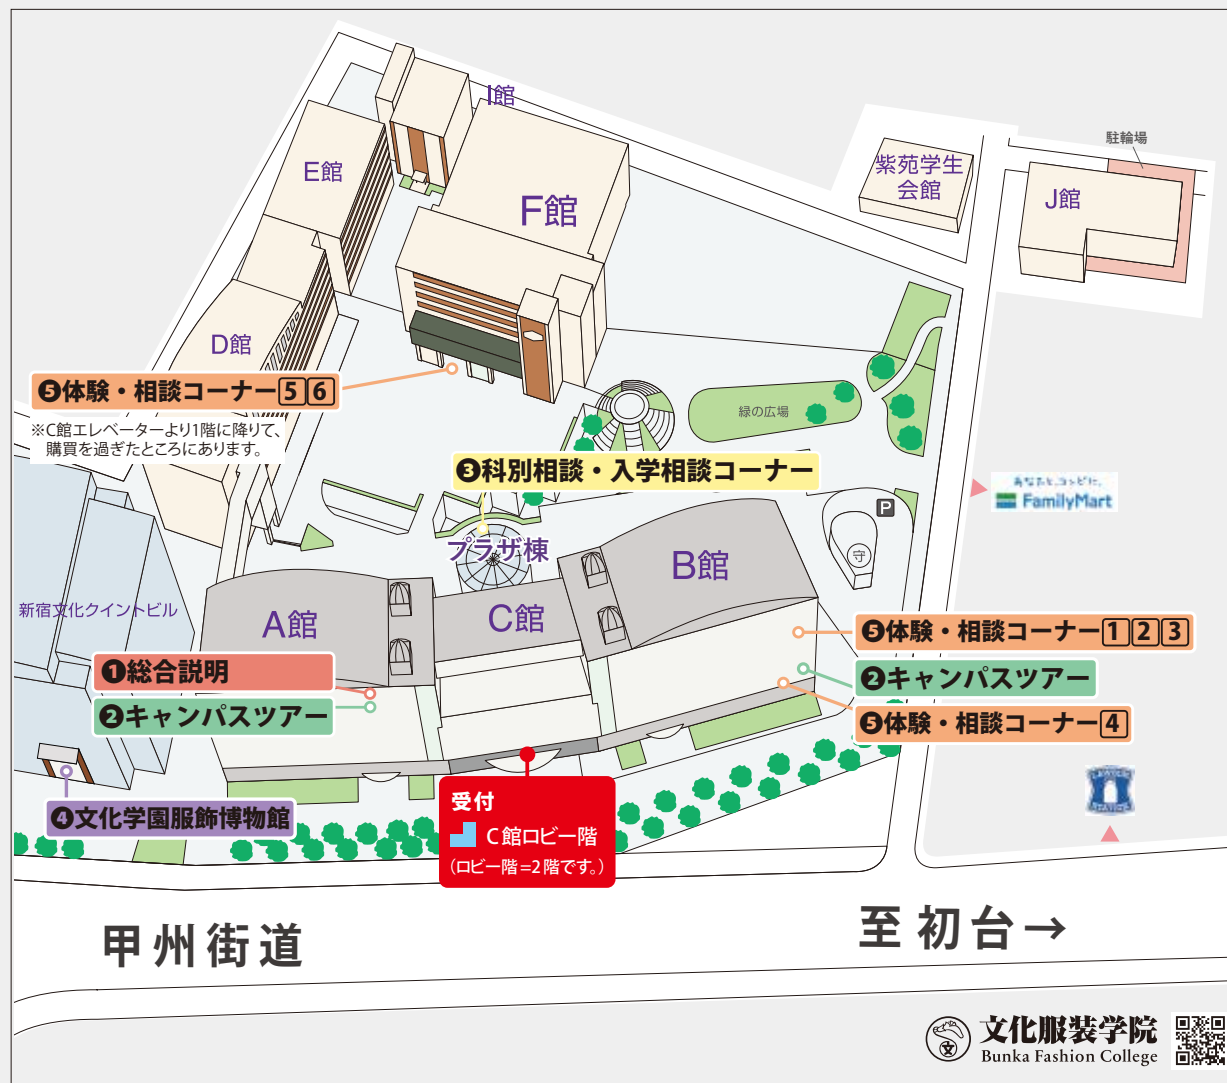 I館
E館
F館
駐輪場
紫苑学生
会館
J館
D館
❺体験・相談コーナー[5][6]
※C館エレベーターより1階に降りて、
購買を過ぎたところにあります。
緑の広場
❸科別相談・入学相談コーナー
あなたと、コンビに、
FamilyMart
P
守
プラザ棟
B館
新宿文化クイントビル
A館
C館
❺体験・相談コーナー[1][2][3]
❶総合説明
❷キャンパスツアー
❷キャンパスツアー
❺体験・相談コーナー[4]
❹文化学園服飾博物館
受付
C館ロビー階
(ロビー階=2階です。)
甲州街道
至 初台→
文化服装学院
Bunka Fashion College